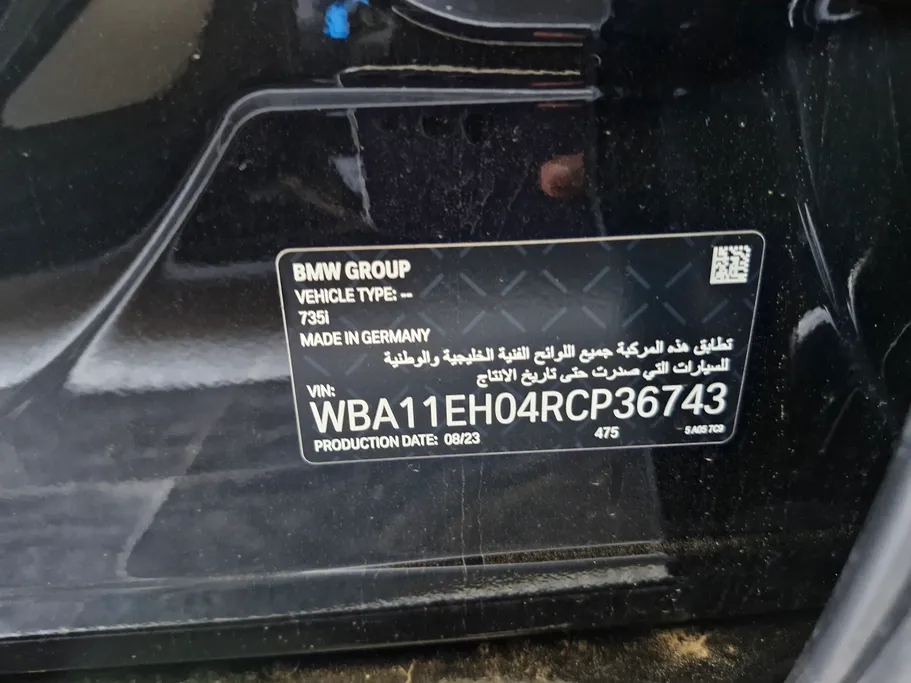 BMW GROUP
VEHICLE TYPE: --
735i
MADE IN GERMANY
تطابق هذه المركبة جميع اللوائح الفنية الخليجية والوطنية
للسيارات التي صدرت حتى تاريخ الانتاج
VIN:
WBA11EH04RCP36743
PRODUCTION DATE: 08/23
475
5A057C9